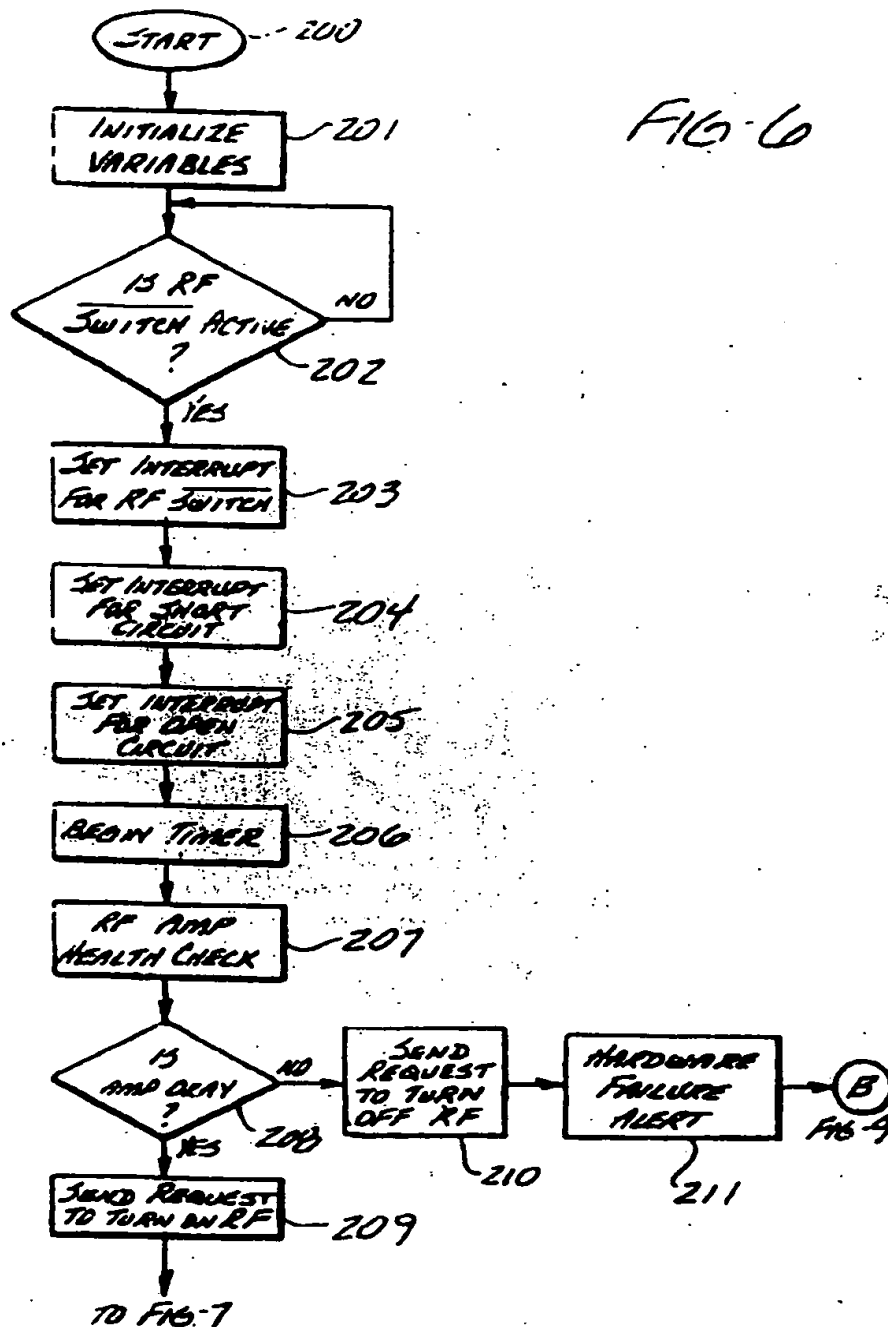 START
200
FIG-6
INITIALIZE
VARIABLES
201
IS RF
SWITCH ACTIVE
?
NO
202
YES
SET INTERRUPT
FOR RF SWITCH
203
SET INTERRUPT
FOR SHORT
CIRCUIT
204
SET INTERRUPT
FOR OPEN
CIRCUIT
205
BEGIN TIMER
206
RF AMP
HEALTH CHECK
207
IS
AMP OKAY
?
NO
208
YES
SEND
REQUEST
TO TURN
OFF RF
210
HARDWARE
FAILURE
ALERT
211
B
FIG-9
SEND REQUEST
TO TURN ON RF
209
TO FIG-7